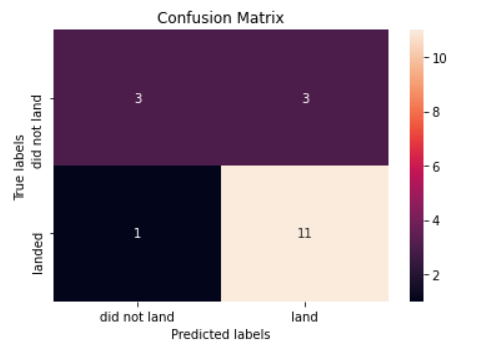 Confusion Matrix
True labels
did not land
landed
3
3
1
11
did not land
land
Predicted labels
10
8
6
4
2